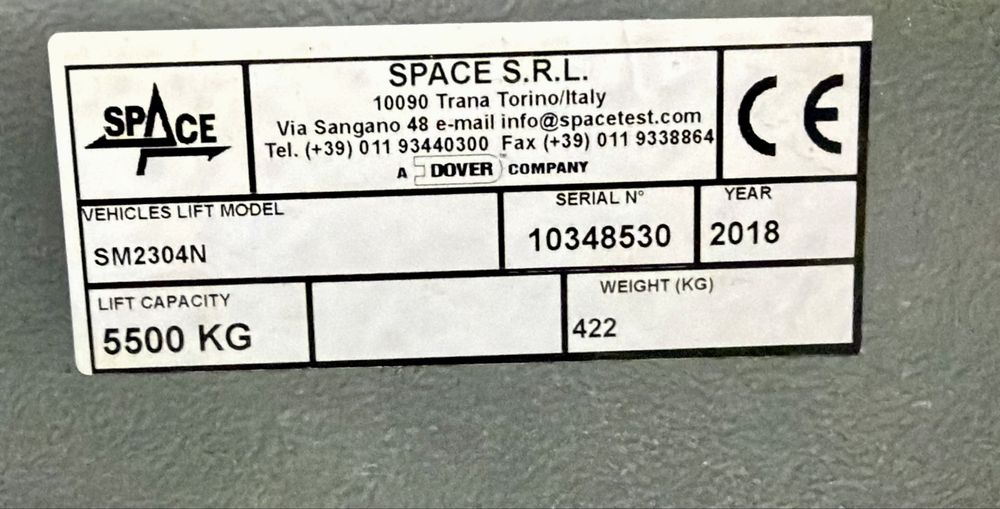 SPACE
SPACE S.R.L.
10090 Trana Torino/Italy
Via Sangano 48 e-mail info@spacetest.com
Tel. (+39) 011 93440300 Fax (+39) 011 9338864
A DOVER COMPANY
CE
VEHICLES LIFT MODEL
SM2304N
SERIAL N°
10348530
YEAR
2018
LIFT CAPACITY
5500 KG
WEIGHT (KG)
422